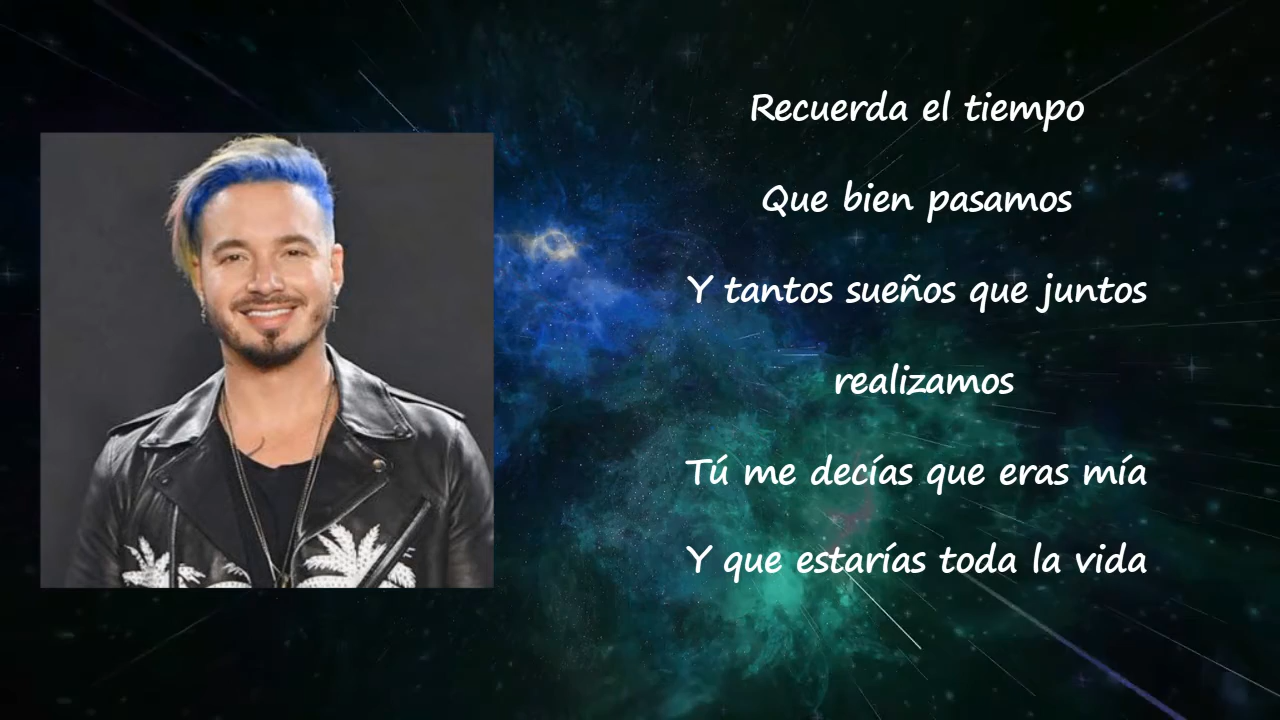 Recuerda el tiempo
Que bien pasamos
Y tantos sueños que juntos
realizamos
Tú me decías que eras mía
Y que estarías toda la vida